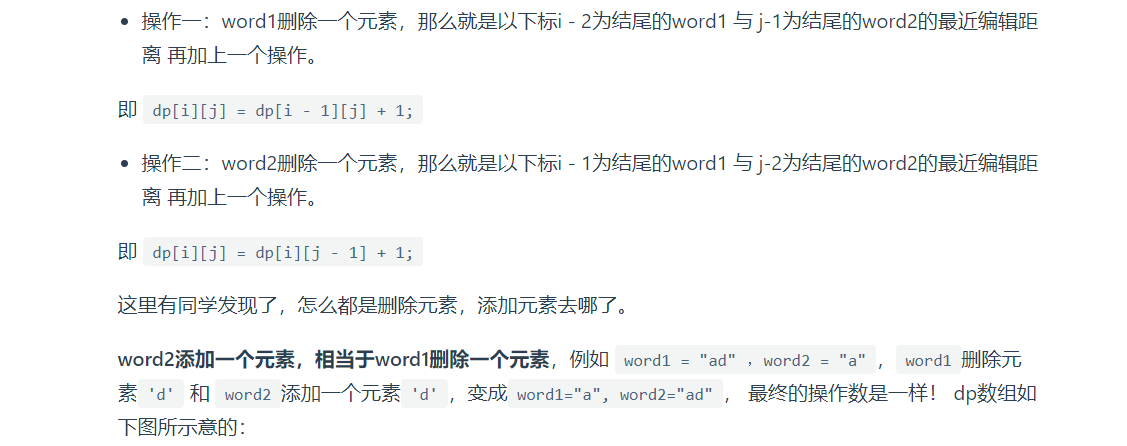 操作一：word1删除一个元素，那么就是以下标i - 2为结尾的word1 与 j-1为结尾的word2的最近编辑距
离 再加上一个操作。
即 dp[i][j] = dp[i - 1][j] + 1;
操作二：word2删除一个元素，那么就是以下标i - 1为结尾的word1 与 j-2为结尾的word2的最近编辑距
离 再加上一个操作。
即 dp[i][j] = dp[i][j - 1] + 1;
这里有同学发现了，怎么都是删除元素，添加元素去哪了。
word2添加一个元素，相当于word1删除一个元素，例如 word1 = "ad" ，word2 = "a"， word1删除元
素 'd' 和 word2 添加一个元素'd'，变成word1="a", word2="ad"， 最终的操作数是一样！ dp数组如
下图所示意的：